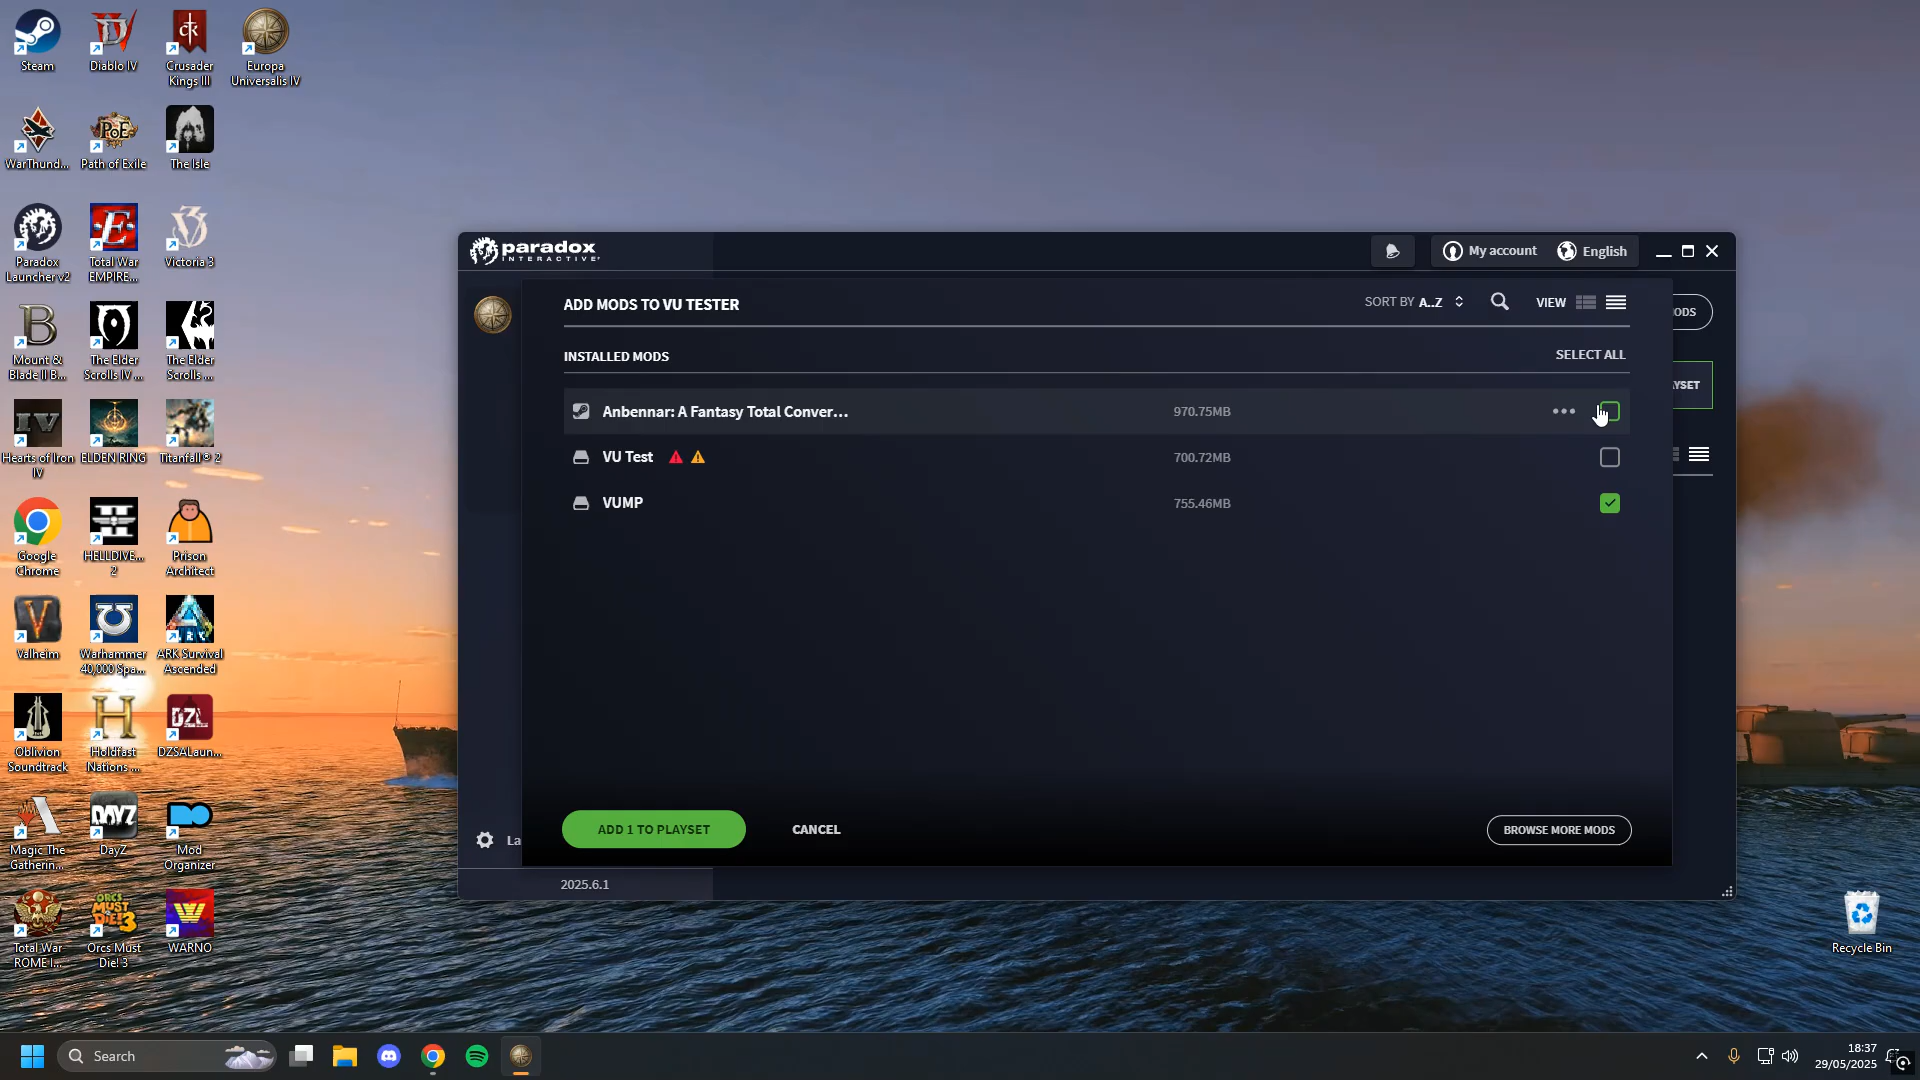 Steam
Diablo IV
Crusader
Kings III
Europa
Universalis IV
WarThund...
Path of Exile
The Isle
Paradox
Launcher v2
Total War
EMPIRE...
Victoria 3
Mount &
Blade II B...
The Elder
Scrolls IV ...
The Elder
Scrolls ...
Hearts of Iron
IV
ELDEN RING
Titanfall® 2
Google
Chrome
HELLDIVE...
2
Prison
Architect
Valheim
Warhammer
40,000 Spa...
ARK Survival
Ascended
Oblivion
Soundtrack
Holdfast
Nations ...
DZSALaun...
Magic The
Gatherin...
DayZ
Mod
Organizer
Total War
ROME I...
Orcs Must
Die! 3
WARNO
paradox
INTERACTIVE
My account
English
ADD MODS TO VU TESTER
SORT BY A..Z
VIEW
ODS
INSTALLED MODS
SELECT ALL
YSET
Anbennar: A Fantasy Total Conver...
970.75MB
VU Test
700.72MB
VUMP
755.46MB
ADD 1 TO PLAYSET
CANCEL
BROWSE MORE MODS
La
2025.6.1
Recycle Bin
Search
18:37
29/05/2025